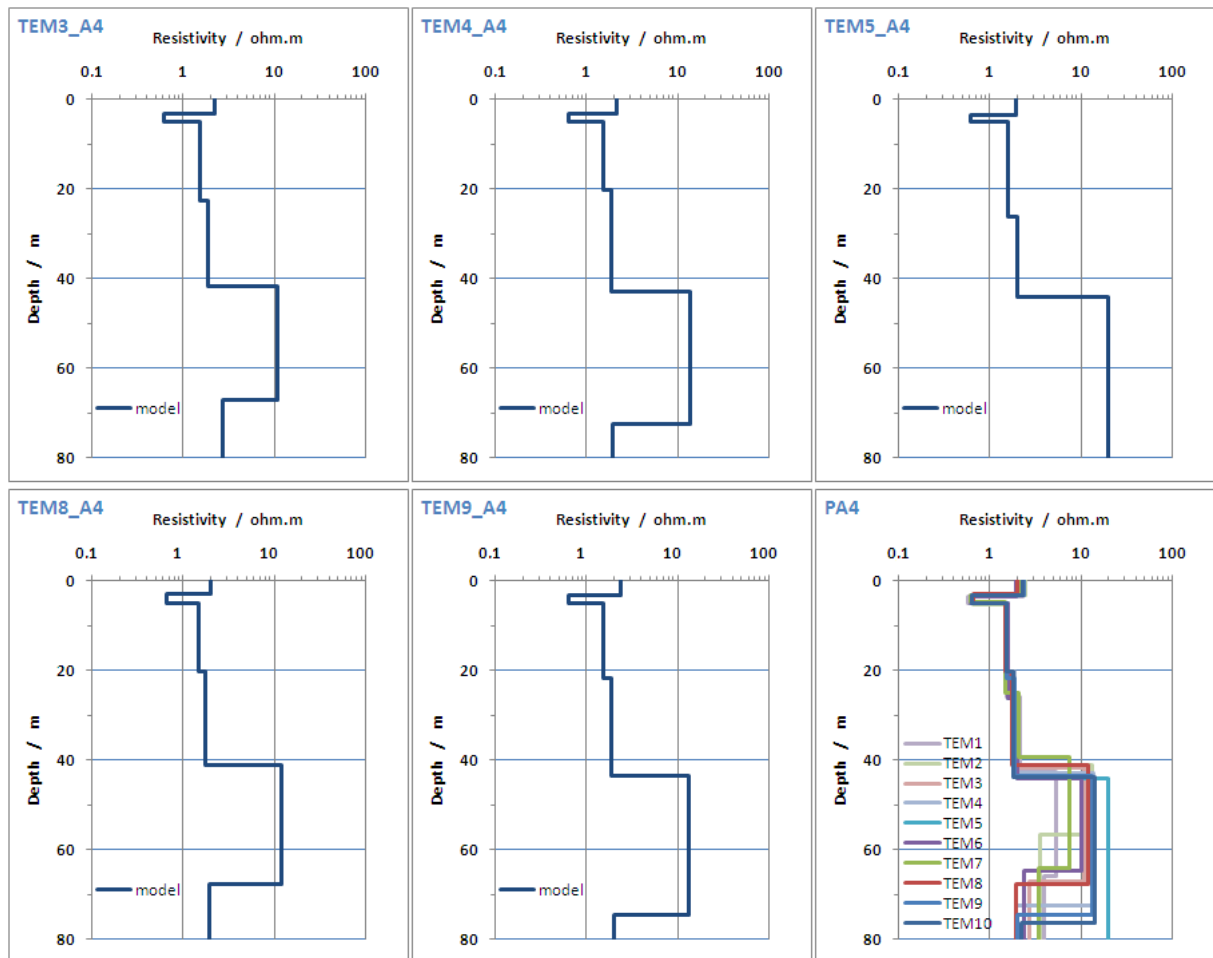 TEM3_A4
Resistivity / ohm.m
0.1 1 10 100
0
20
40
60
80
Depth / m
model
TEM4_A4
Resistivity / ohm.m
0.1 1 10 100
0
20
40
60
80
Depth / m
model
TEM5_A4
Resistivity / ohm.m
0.1 1 10 100
0
20
40
60
80
Depth / m
model
TEM8_A4
Resistivity / ohm.m
0.1 1 10 100
0
20
40
60
80
Depth / m
model
TEM9_A4
Resistivity / ohm.m
0.1 1 10 100
0
20
40
60
80
Depth / m
model
PA4
Resistivity / ohm.m
0.1 1 10 100
0
20
40
60
80
Depth / m
TEM1
TEM2
TEM3
TEM4
TEM5
TEM6
TEM7
TEM8
TEM9
TEM10